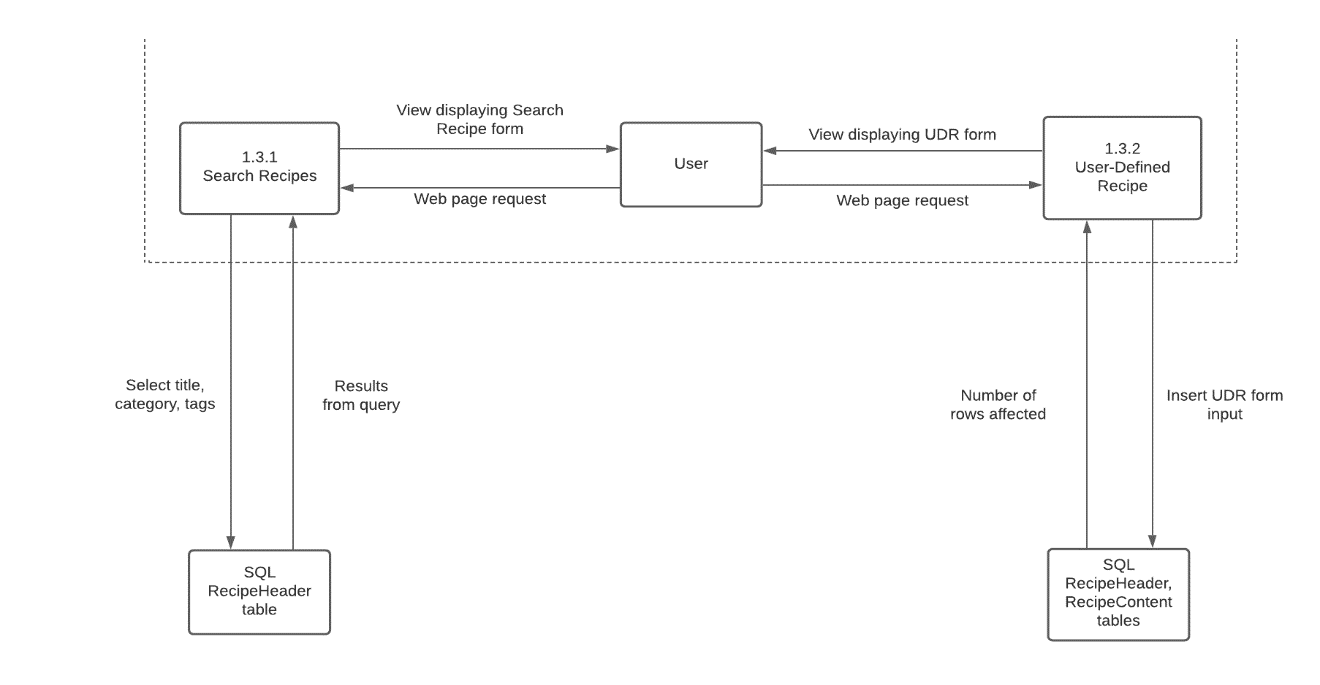 View displaying Search
Recipe form
1.3.1
Search Recipes
User
View displaying UDR form
1.3.2
User-Defined
Recipe
Web page request
Web page request
Select title,
category, tags
Results
from query
Number of
rows affected
Insert UDR form
input
SQL
RecipeHeader
table
SQL
RecipeHeader,
RecipeContent
tables